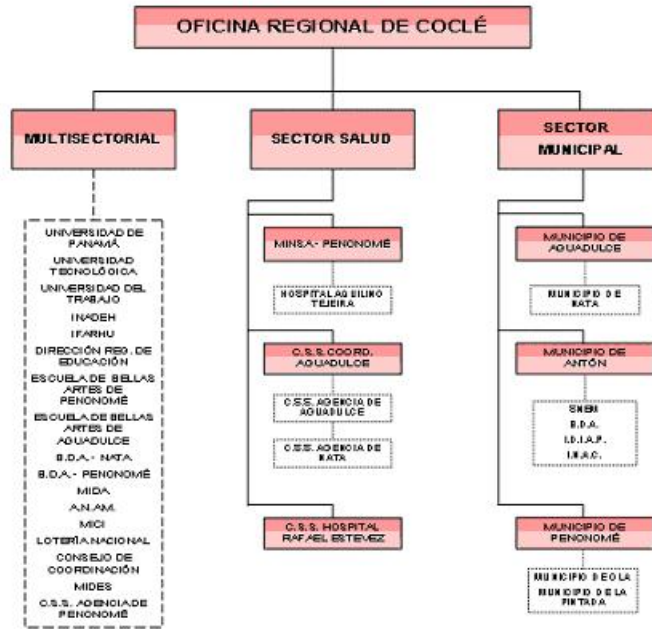 OFICINA REGIONAL DE COCLÉ
MULTISECTORIAL
UNIVERSIDAD DE
PANAMÁ
UNIVERSIDAD
TECNOLÓGICA
UNIVERSIDAD DEL
TRABAJO
INADEH
IFARHU
DIRECCIÓN REG. DE
EDUCACIÓN
ESCUELA DE BELLAS
ARTES DE
PENONOMÉ
ESCUELA DE BELLAS
ARTES DE
AGUADULCE
B.D.A. - NATA
B.D.A. - PENONOMÉ
MIDA
A.N.AM.
MICI
LOTERÍA NACIONAL
CONSEJO DE
COORDINACIÓN
MIDES
C.S.S. AGENCIA DE
PENONOMÉ
SECTOR SALUD
MINSA - PENONOMÉ
HOSPITAL AQUILINO
TEJEIRA
C.S.S. COORD.
AGUADULCE
C.S.S. AGENCIA DE
AGUADULCE
C.S.S. AGENCIA DE
NATA
C.S.S. HOSPITAL
RAFAEL ESTEVEZ
SECTOR
MUNICIPAL
MUNICIPIO DE
AGUADULCE
MUNICIPIO DE
NATA
MUNICIPIO DE
ANTÓN
SNEM
B.D.A.
I.D.I.A.P.
I.N.A.C.
MUNICIPIO DE
PENONOMÉ
MUNICIPIO DE OLA
MUNICIPIO DE LA
PINTADA